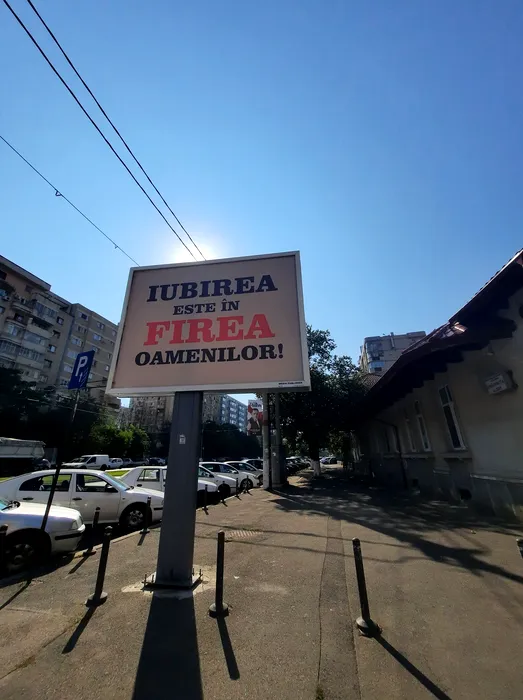 IUBIREA
ESTE ÎN
FIREA
OAMENILOR!
P